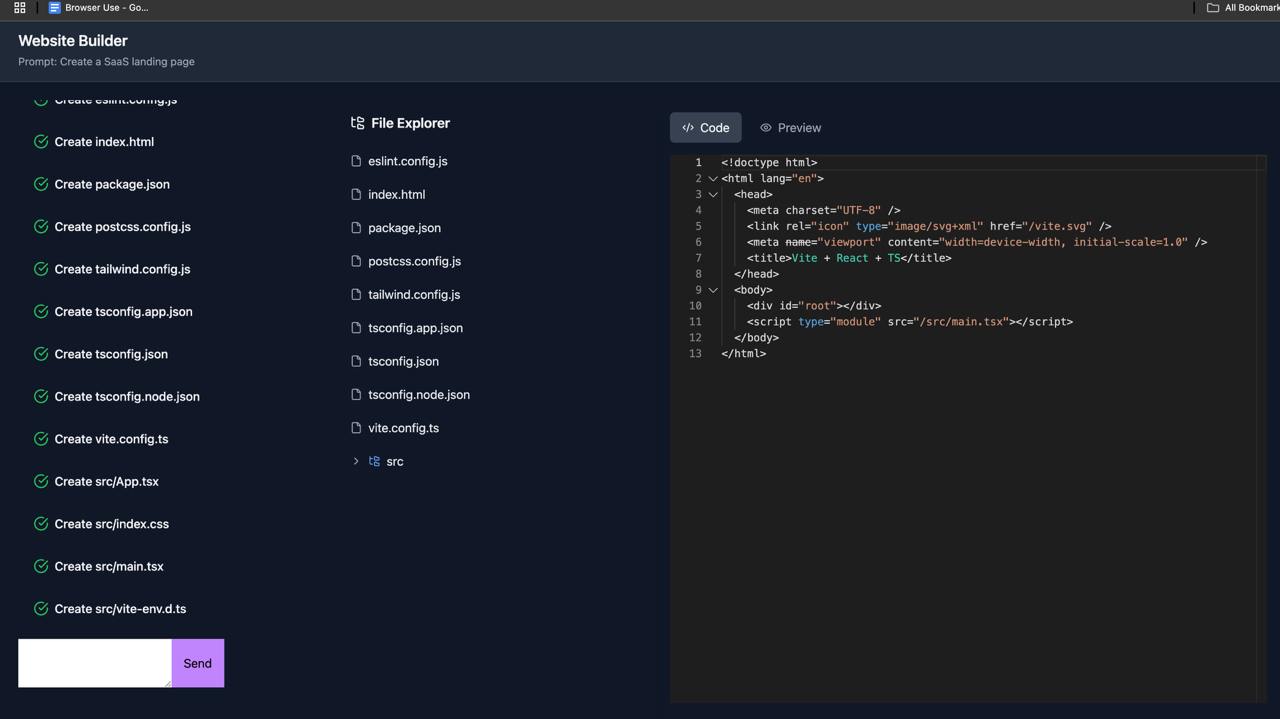 Browser Use - Go...
All Bookmark
Website Builder
Prompt: Create a SaaS landing page
Create eslint.config.js
Create index.html
Create package.json
Create postcss.config.js
Create tailwind.config.js
Create tsconfig.app.json
Create tsconfig.json
Create tsconfig.node.json
Create vite.config.ts
Create src/App.tsx
Create src/index.css
Create src/main.tsx
Create src/vite-env.d.ts
Send
File Explorer
eslint.config.js
index.html
package.json
postcss.config.js
tailwind.config.js
tsconfig.app.json
tsconfig.json
tsconfig.node.json
vite.config.ts
src
Code
Preview
1 <!doctype html>
2 <html lang="en">
3 <head>
4 <meta charset="UTF-8" />
5 <link rel="icon" type="image/svg+xml" href="/vite.svg" />
6 <meta name="viewport" content="width=device-width, initial-scale=1.0" />
7 <title>Vite + React + TS</title>
8 </head>
9 <body>
10 <div id="root"></div>
11 <script type="module" src="/src/main.tsx"></script>
12 </body>
13 </html>